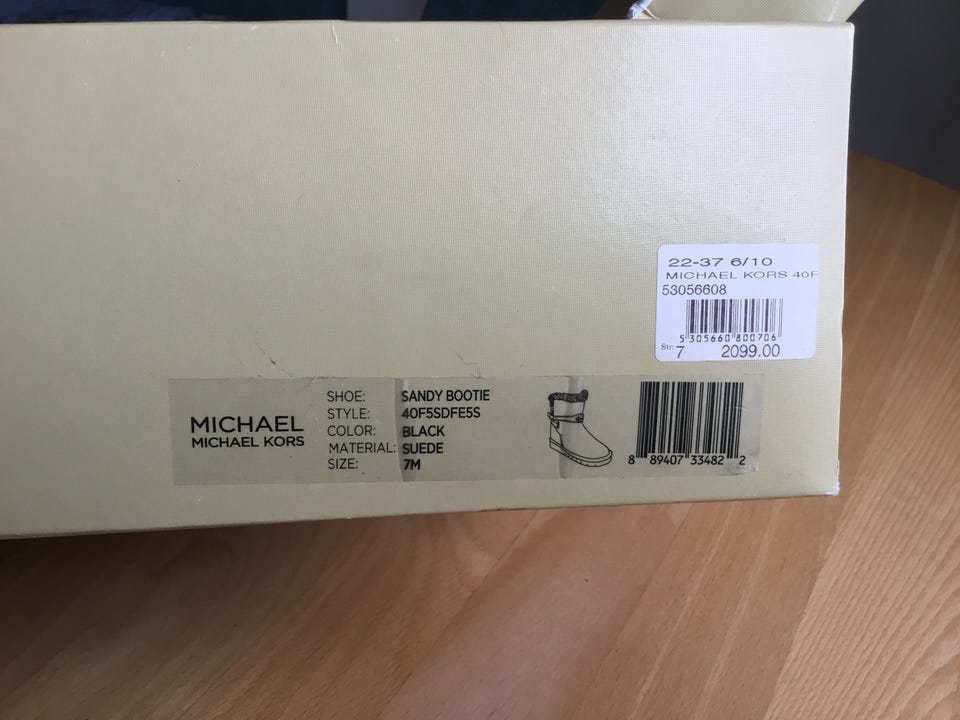 22-37 6/10
MICHAEL KORS 40F
53056608
5 305660 800706
Str: 7 2099.00
MICHAEL
MICHAEL KORS
SHOE: SANDY BOOTIE
STYLE: 40F5SDFE5S
COLOR: BLACK
MATERIAL: SUEDE
SIZE: 7M
8 89407 33482 2